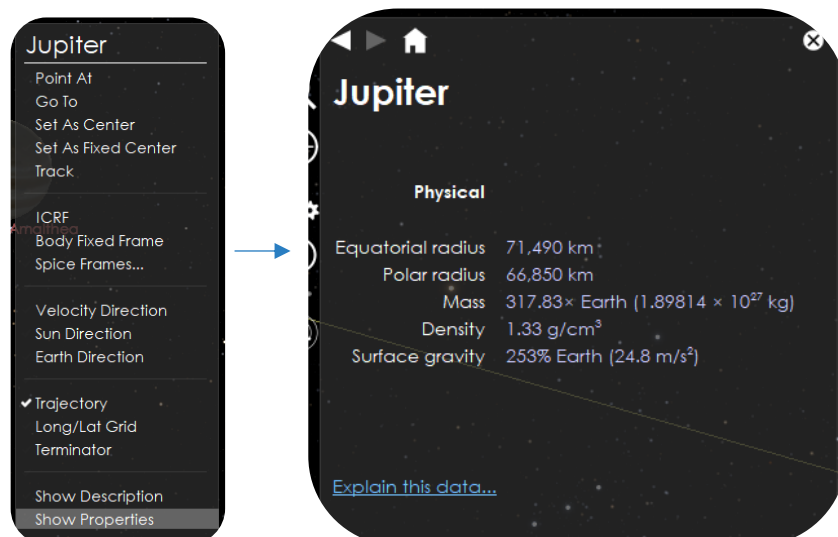 Jupiter
Point At
Go To
Set As Center
Set As Fixed Center
Track
ICRF
Amalthea
Body Fixed Frame
Spice Frames...
Velocity Direction
Sun Direction
Earth Direction
Trajectory
Long/Lat Grid
Terminator
Show Description
Show Properties
Jupiter
Physical
Equatorial radius 71,490 km
Polar radius 66,850 km
Mass 317.83× Earth (1.89814 × 10²⁷ kg)
Density 1.33 g/cm³
Surface gravity 253% Earth (24.8 m/s²)
Explain this data...